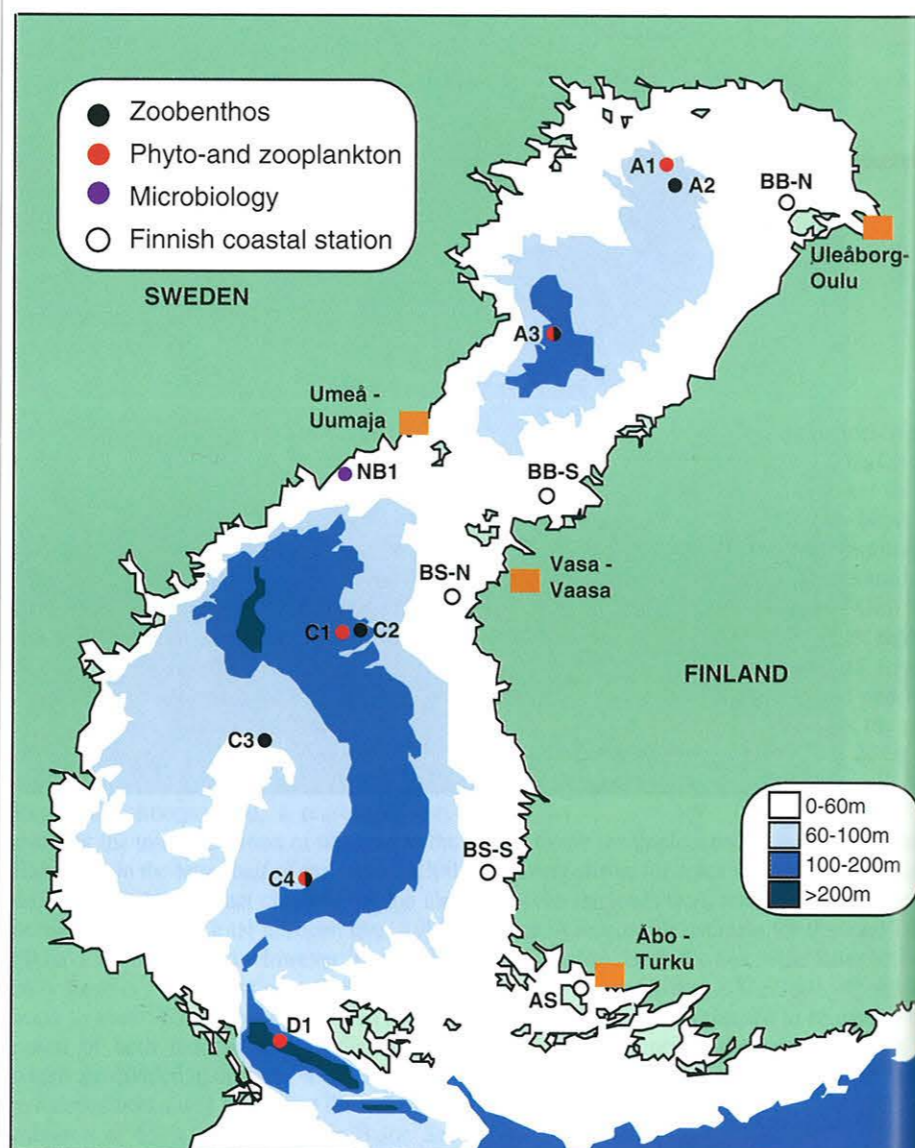 Zoobenthos
Phyto-and zooplankton
Microbiology
Finnish coastal station
SWEDEN
A1
A2
BB-N
Uleåborg-
Oulu
A3
Umeå -
Uumaja
NB1
BB-S
Vasa -
Vaasa
BS-N
C1
C2
FINLAND
C3
0-60m
60-100m
100-200m
>200m
BS-S
C4
Åbo -
Turku
AS
D1